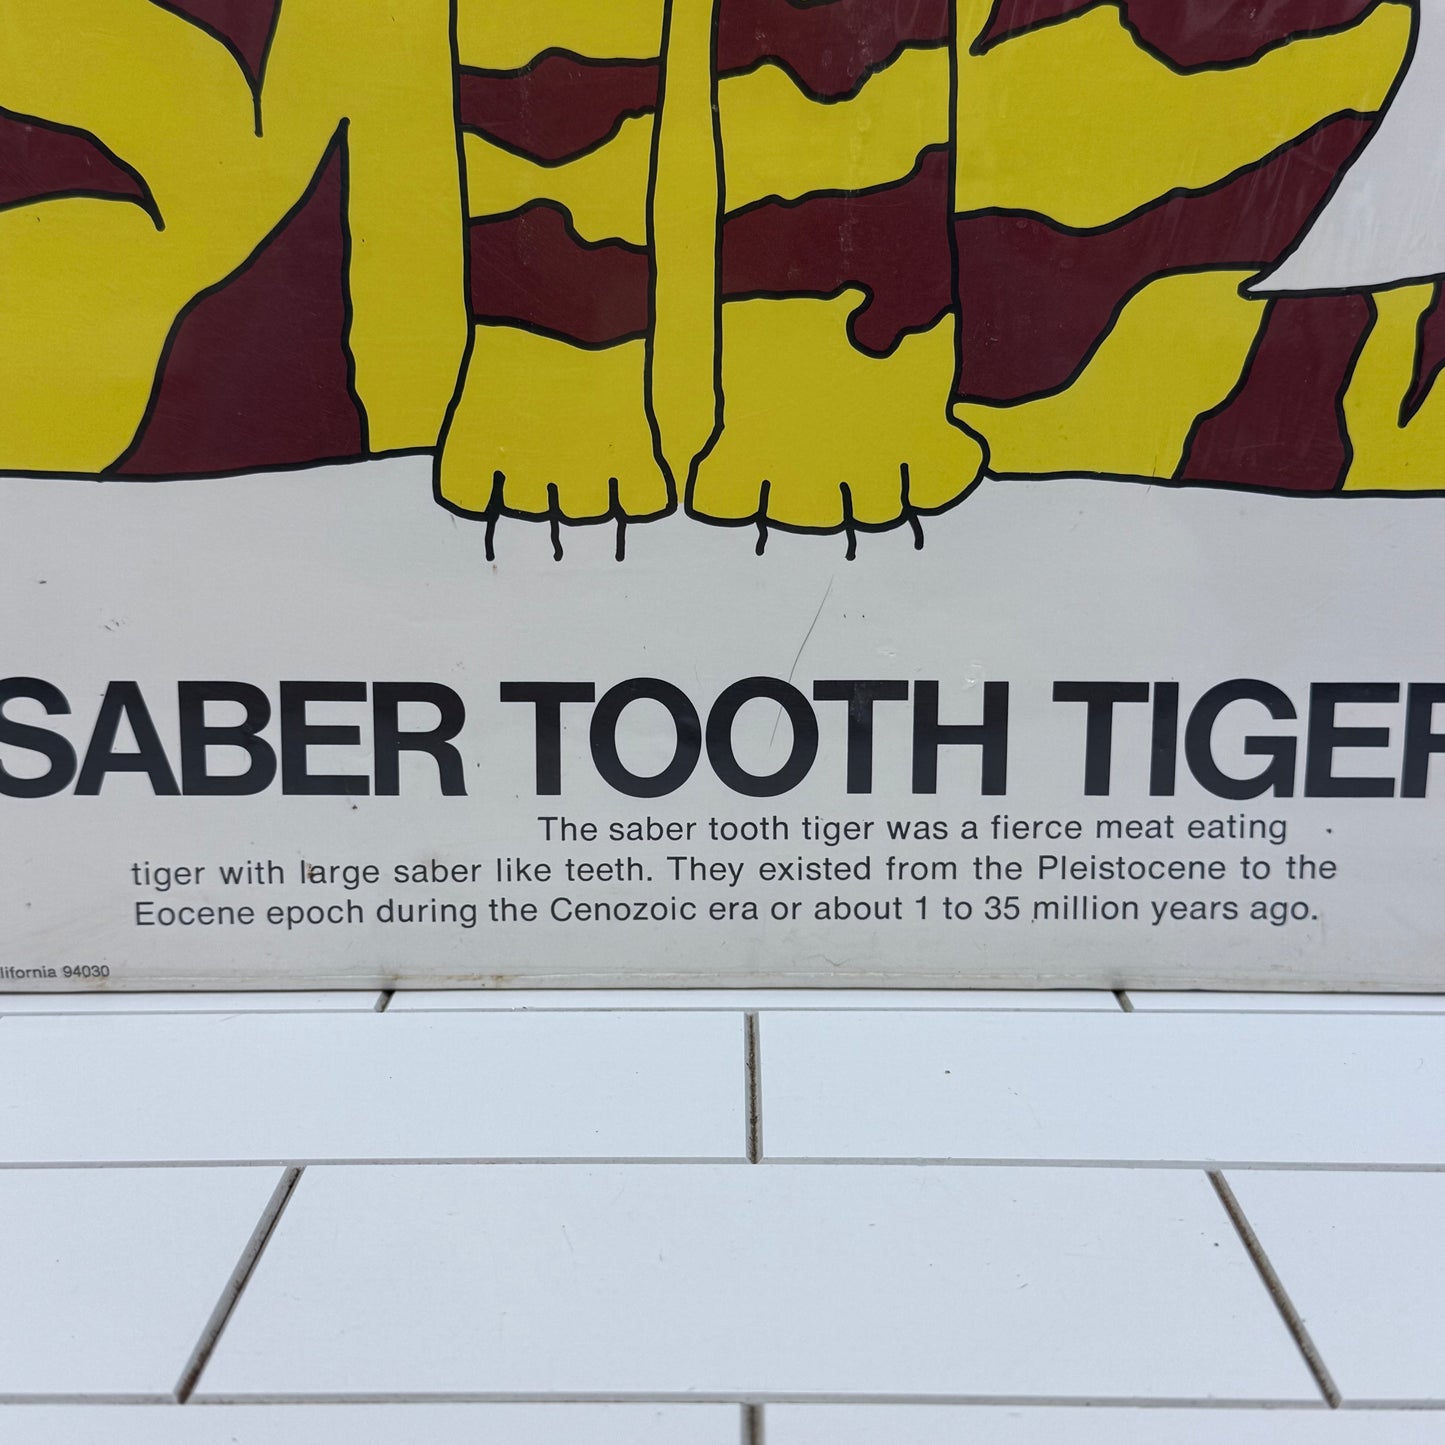 SABER TOOTH TIGER
The saber tooth tiger was a fierce meat eating
tiger with large saber like teeth. They existed from the Pleistocene to the
Eocene epoch during the Cenozoic era or about 1 to 35 million years ago.
lifornia 94030